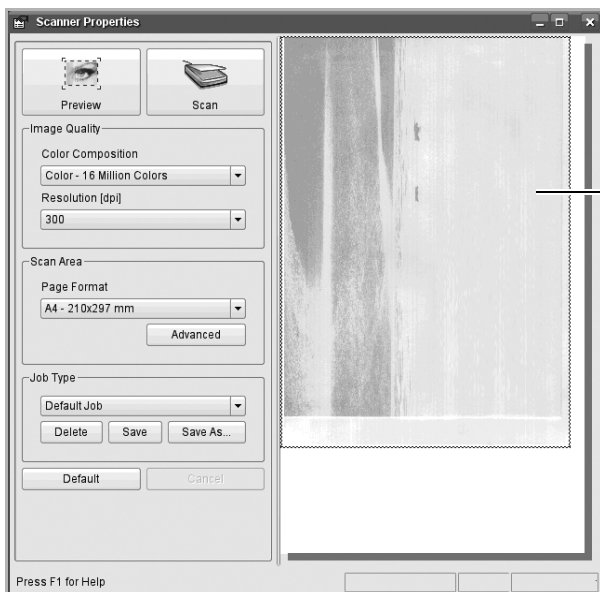 Scanner Properties
Preview Scan
Image Quality
Color Composition
Color - 16 Million Colors
Resolution [dpi]
300
Scan Area
Page Format
A4 - 210x297 mm
Advanced
Job Type
Default Job
Delete Save Save As...
Default Cancel
Press F1 for Help